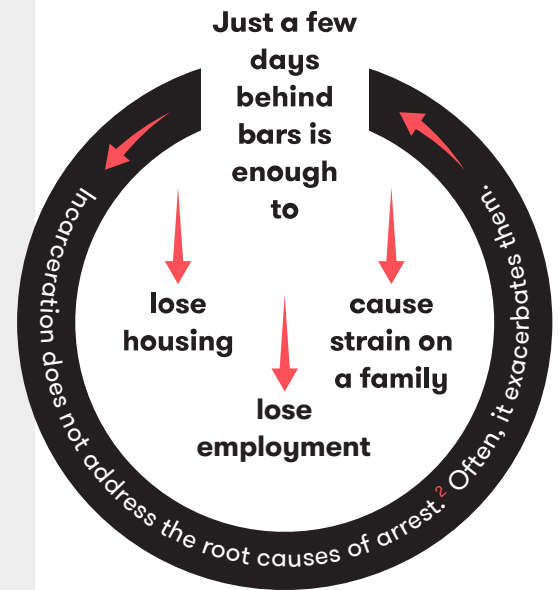 Just a few
days
behind
bars is
enough
to
lose
housing
lose
employment
cause
strain on
a family
Incarceration does not address the root causes of arrest.² Often, it exacerbates them.